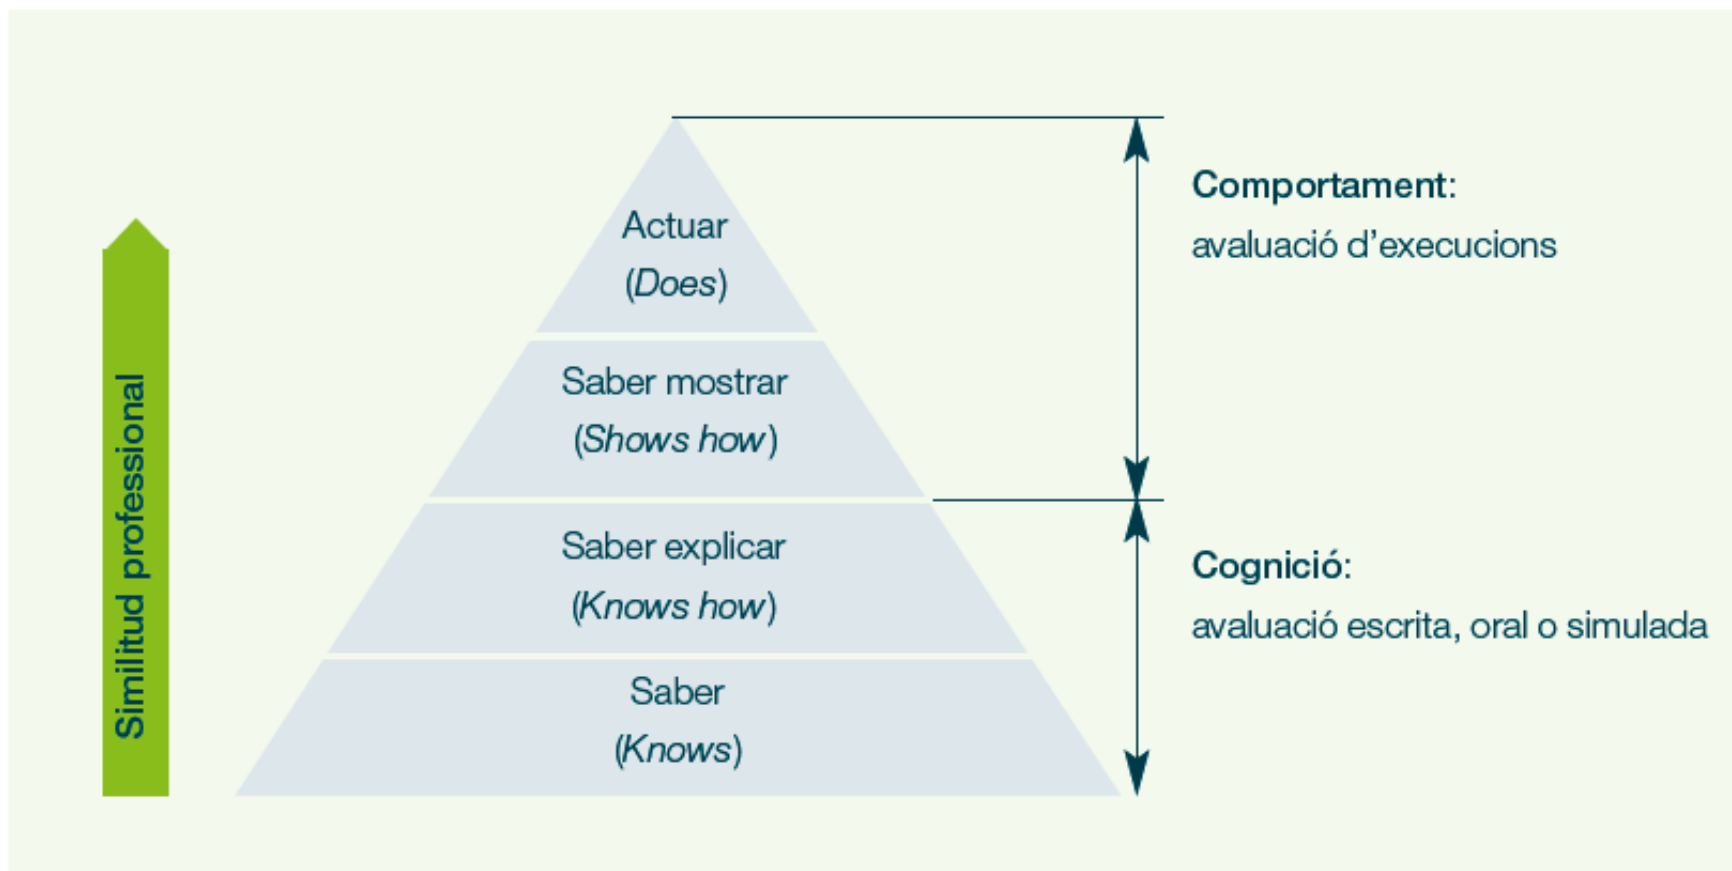 Similitud professional
Actuar
(Does)
Saber mostrar
(Shows how)
Saber explicar
(Knows how)
Saber
(Knows)
Comportament:
avaluació d’execucions
Cognició:
avaluació escrita, oral o simulada